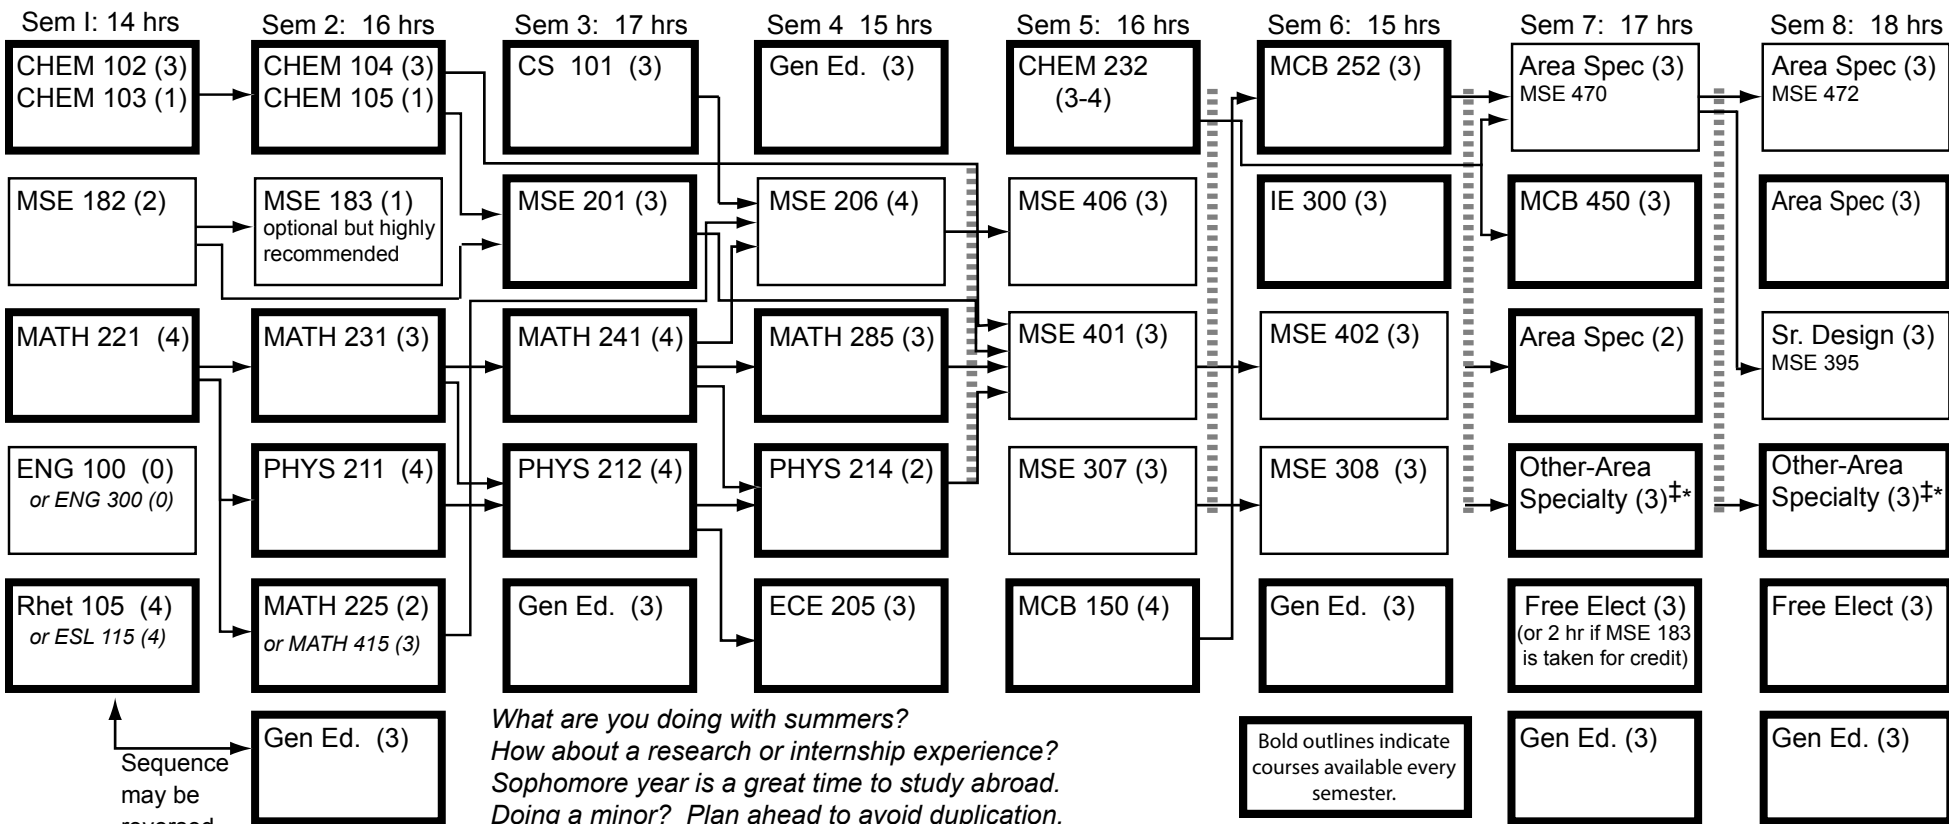 Sem I: 14 hrs
CHEM 102 (3)
CHEM 103 (1)
MSE 182 (2)
MATH 221 (4)
ENG 100 (0)
or ENG 300 (0)
Rhet 105 (4)
or ESL 115 (4)
Sequence
may be
reversed
Sem 2: 16 hrs
CHEM 104 (3)
CHEM 105 (1)
MSE 183 (1)
optional but highly
recommended
MATH 231 (3)
PHYS 211 (4)
MATH 225 (2)
or MATH 415 (3)
Gen Ed. (3)
Sem 3: 17 hrs
CS 101 (3)
MSE 201 (3)
MATH 241 (4)
PHYS 212 (4)
Gen Ed. (3)
Sem 4 15 hrs
Gen Ed. (3)
MSE 206 (4)
MATH 285 (3)
PHYS 214 (2)
ECE 205 (3)
What are you doing with summers?
How about a research or internship experience?
Sophomore year is a great time to study abroad.
Doing a minor? Plan ahead to avoid duplication.
Sem 5: 16 hrs
CHEM 232
(3-4)
MSE 406 (3)
MSE 401 (3)
MSE 307 (3)
MCB 150 (4)
Sem 6: 15 hrs
MCB 252 (3)
IE 300 (3)
MSE 402 (3)
MSE 308 (3)
Gen Ed. (3)
Bold outlines indicate
courses available every
semester.
Sem 7: 17 hrs
Area Spec (3)
MSE 470
MCB 450 (3)
Area Spec (2)
Other-Area
Specialty (3)‡*
Free Elect (3)
(or 2 hr if MSE 183
is taken for credit)
Gen Ed. (3)
Sem 8: 18 hrs
Area Spec (3)
MSE 472
Area Spec (3)
Sr. Design (3)
MSE 395
Other-Area
Specialty (3)‡*
Free Elect (3)
Gen Ed. (3)